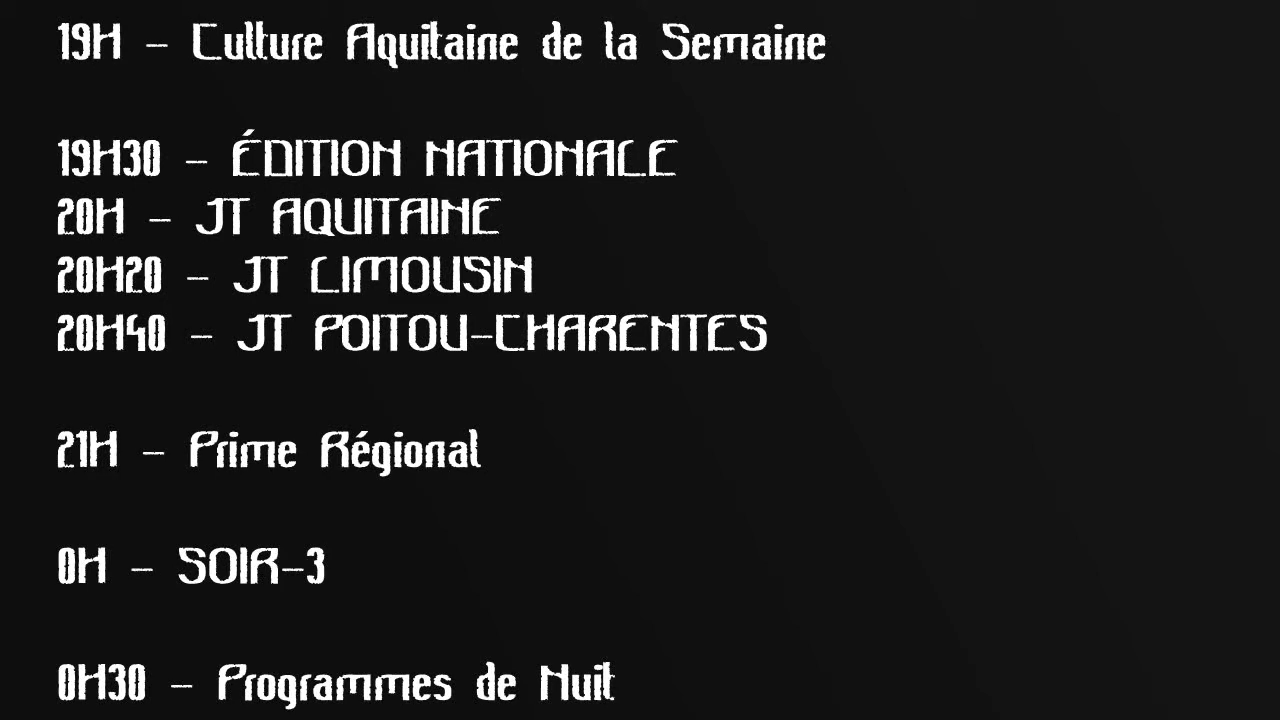 19H - Culture Aquitaine de la Semaine
19H30 - ÉDITION NATIONALE
20H - JT AQUITAINE
20H20 - JT LIMOUSIN
20H40 - JT POITOU-CHARENTES
21H - Prime Régional
0H - SOIR-3
0H30 - Programmes de Nuit